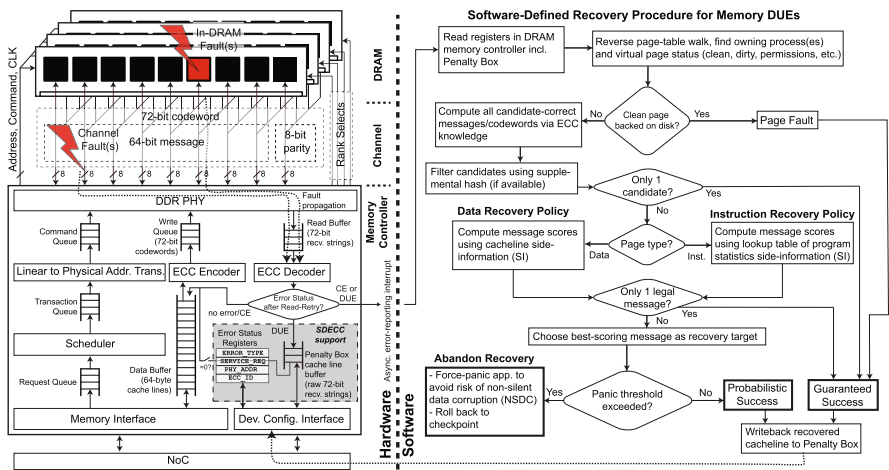 In-DRAM
Fault(s)
Address, Command, CLK
72-bit codeword
Channel
Fault(s)
64-bit message
8-bit
parity
Rank Selects
8
8
8
8
8
8
8
8
8
DRAM
Channel
Memory
Controller
DDR PHY
Fault
propagation
Command
Queue
Write
Queue
(72-bit
codewords)
Read Buffer
(72-bit
recv. strings)
Linear to Physical Addr. Trans.
ECC Encoder
ECC Decoder
CE or
DUE
Transaction
Queue
no error/CE
Error Status
after Read-Retry?
DUE
SDECC
support
Error Status
Registers
ERROR_TYPE
SERVICE_REQ
PHY_ADDR
ECC_ID
=0?
Penalty Box
cache line
buffer
(raw 72-bit
recv. strings)
Scheduler
Request Queue
Data Buffer
(64-byte
cache lines)
Memory Interface
Dev. Config. Interface
NoC
Async. error-reporting interrupt
Hardware
Software
Software-Defined Recovery Procedure for Memory DUEs
Read registers in DRAM
memory controller incl.
Penalty Box
Reverse page-table walk, find owning process(es)
and virtual page status (clean, dirty, permissions, etc.)
Compute all candidate-correct
messages/codewords via ECC
knowledge
No
Clean page
backed on disk?
Yes
Page Fault
Filter candidates using supple-
mental hash (if available)
Only 1
candidate?
Yes
No
Data Recovery Policy
Compute message scores
using cacheline side-
information (SI)
Data
Page type?
Inst.
Instruction Recovery Policy
Compute message scores
using lookup table of program
statistics side-information (SI)
Only 1 legal
message?
Yes
No
Choose best-scoring message as recovery target
Abandon Recovery
- Force-panic app. to
avoid risk of non-silent
data corruption (NSDC)
- Roll back to
checkpoint
Yes
Panic threshold
exceeded?
No
Probabilistic
Success
Guaranteed
Success
Writeback recovered
cacheline to Penalty Box